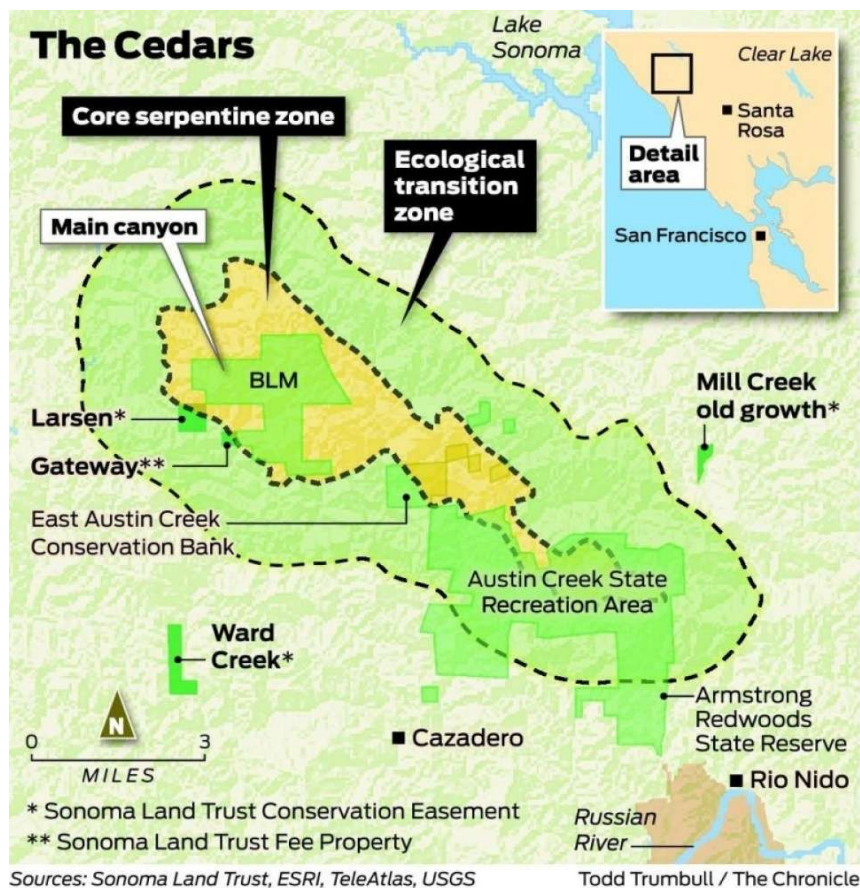 The Cedars
Lake
Sonoma
Clear Lake
Santa
Rosa
Detail
area
San Francisco
Core serpentine zone
Ecological
transition
zone
Main canyon
BLM
Larsen*
Gateway**
Mill Creek
old growth*
East Austin Creek
Conservation Bank
Austin Creek State
Recreation Area
Ward
Creek*
Armstrong
Redwoods
State Reserve
N
0 3
MILES
Cazadero
Rio Nido
Russian
River
* Sonoma Land Trust Conservation Easement
** Sonoma Land Trust Fee Property
Sources: Sonoma Land Trust, ESRI, TeleAtlas, USGS
Todd Trumbull / The Chronicle